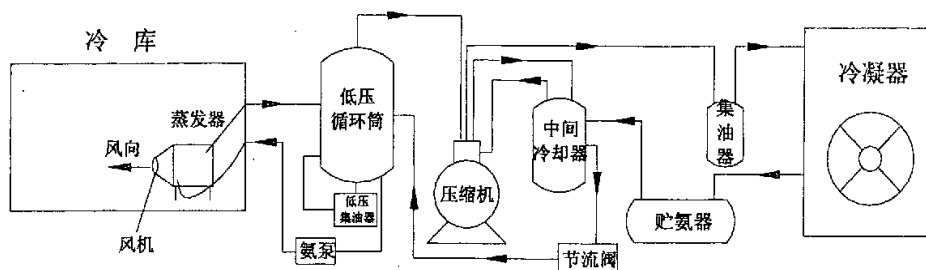 冷 库
蒸发器
风向
风机
低压
循环筒
低压
集油器
氨泵
压缩机
中间
冷却器
节流阀
集
油
器
贮氨器
冷凝器